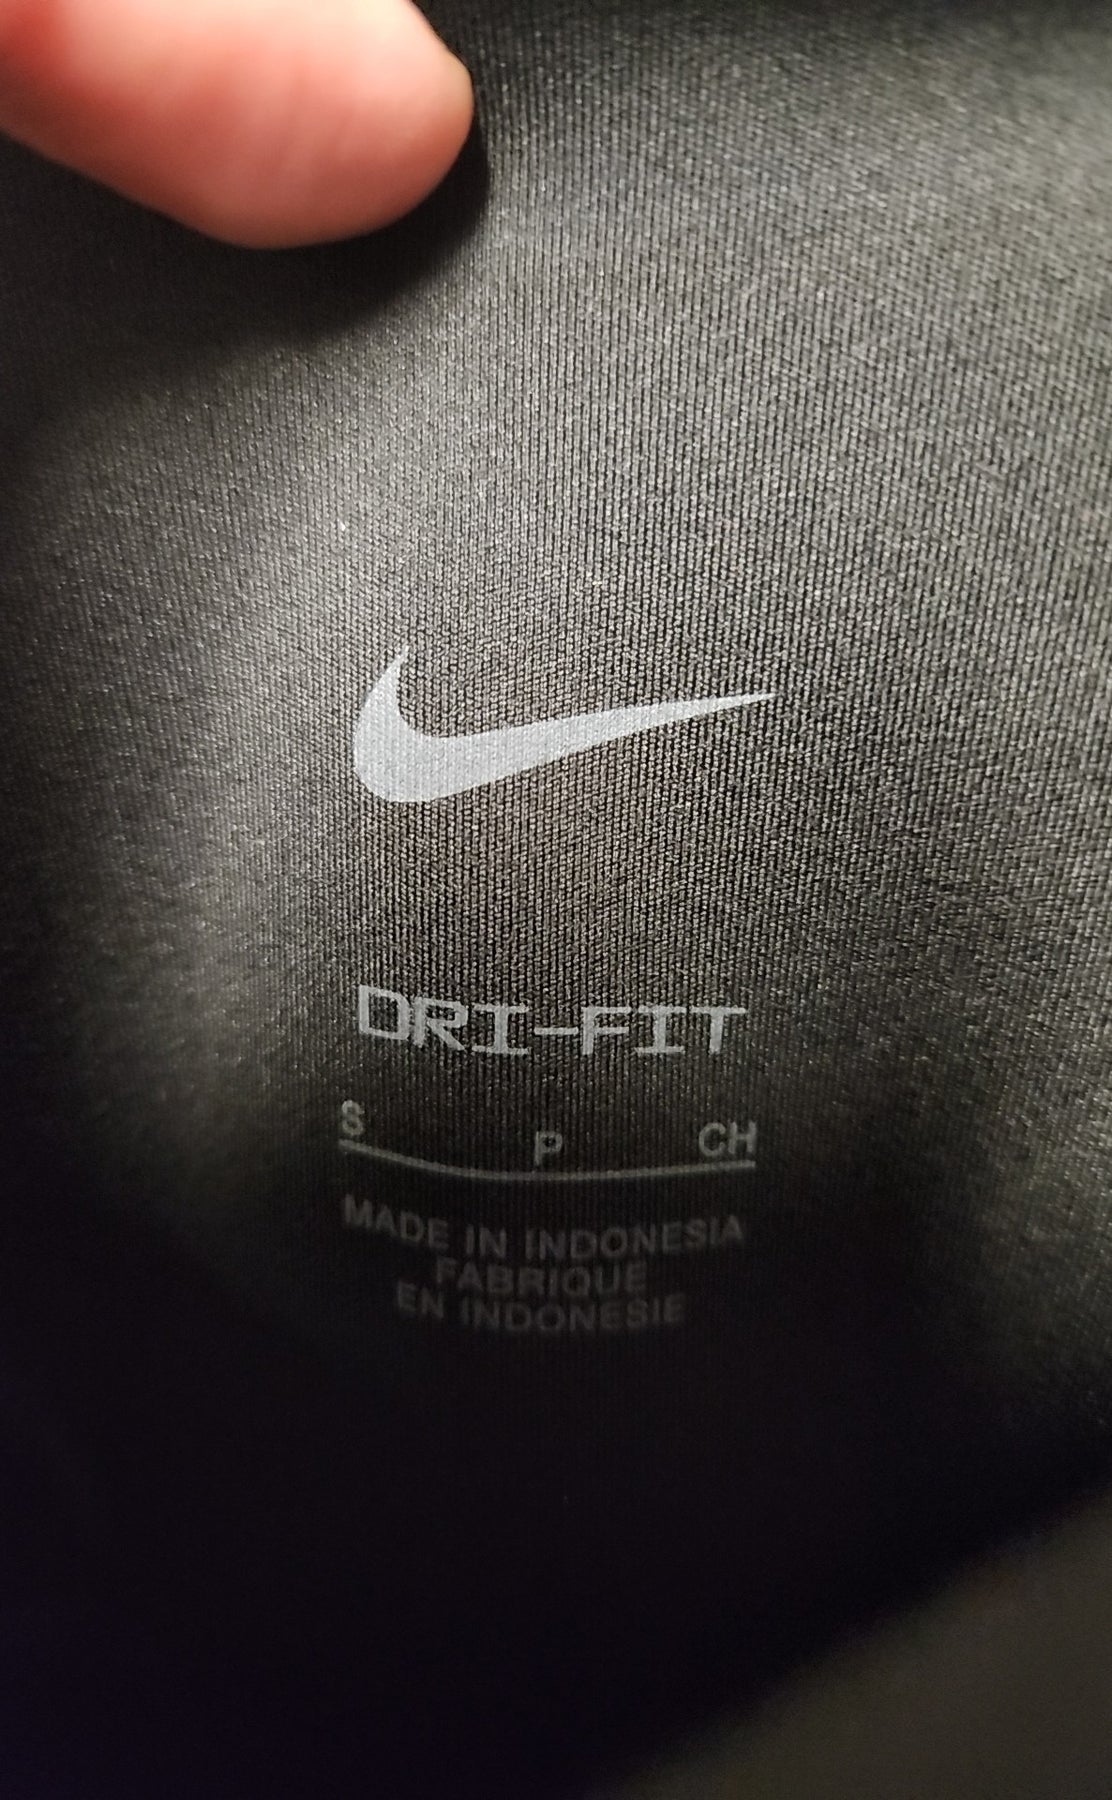 DRI-FIT
S P CH
MADE IN INDONESIA
FABRIQUE
EN INDONESIE